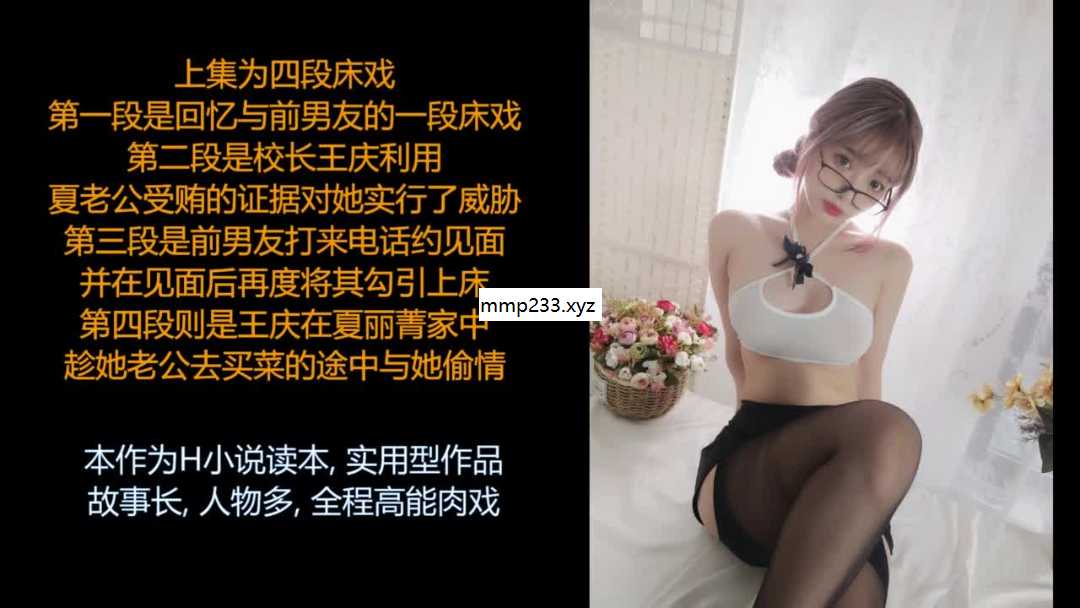 上集为四段床戏
第一段是回忆与前男友的一段床戏
第二段是校长王庆利用
夏老公受贿的证据对她实行了威胁
第三段是前男友打来电话约见面
并在见面后再度将其勾引上床
mmp233.xyz
第四段则是王庆在夏丽菁家中
趁她老公去买菜的途中与她偷情
本作为H小说读本, 实用型作品
故事长, 人物多, 全程高能肉戏